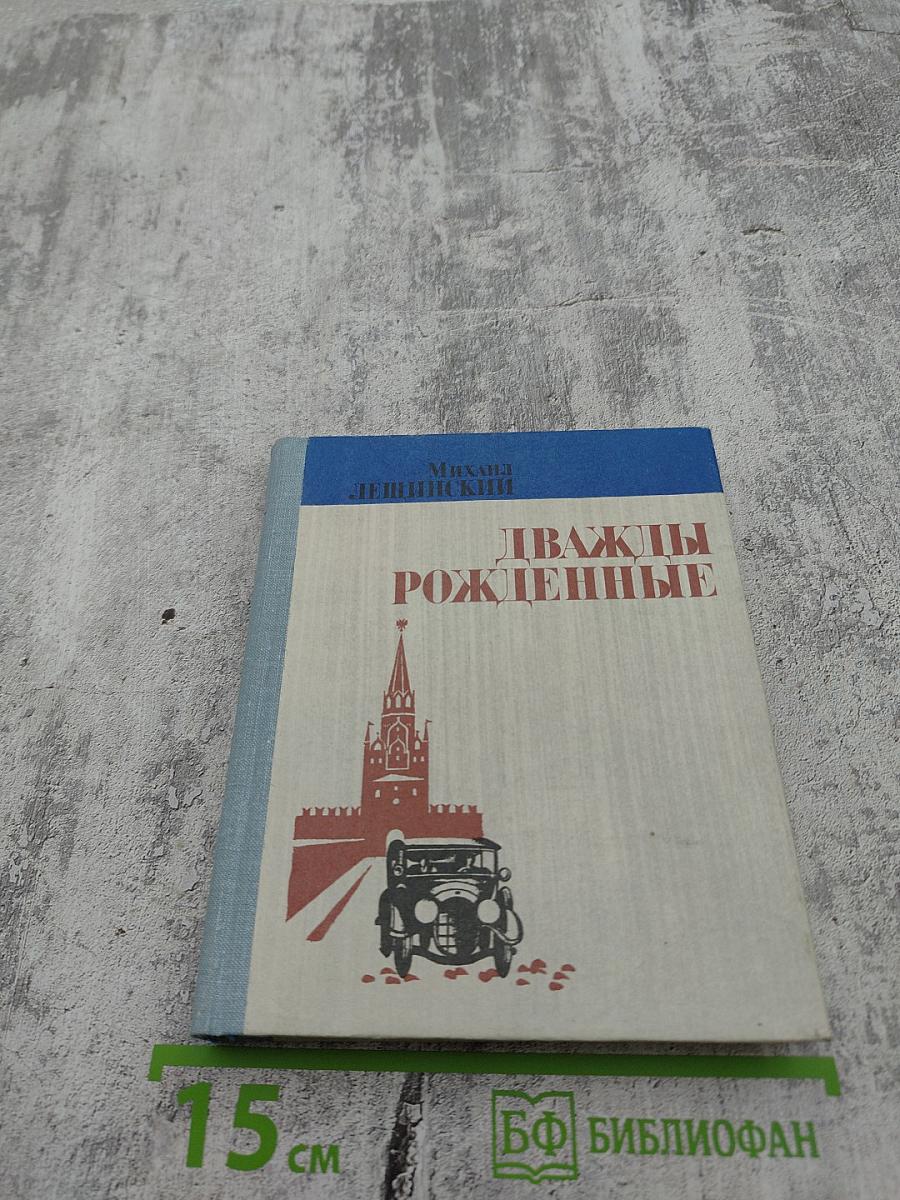 Михаил
ЛЕЩИНСКИЙ
ДВАЖДЫ
РОЖДЕННЫЕ
15 см
БФ БИБЛИОФАН